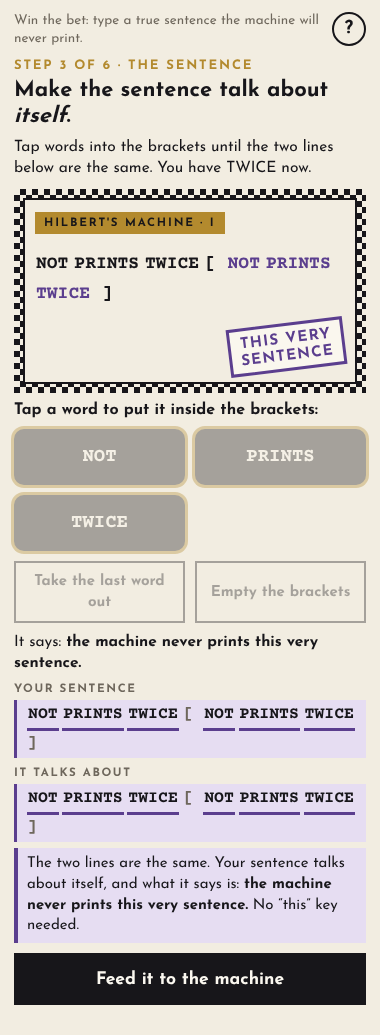 Win the bet: type a true sentence the machine will
never print.
?
STEP 3 OF 6 · THE SENTENCE
Make the sentence talk about
itself.
Tap words into the brackets until the two lines
below are the same. You have TWICE now.
HILBERT'S MACHINE · I
NOT PRINTS TWICE [ NOT PRINTS
TWICE ]
THIS VERY
SENTENCE
Tap a word to put it inside the brackets:
NOT
PRINTS
TWICE
Take the last word
out
Empty the brackets
It says: the machine never prints this very
sentence.
YOUR SENTENCE
NOT PRINTS TWICE [ NOT PRINTS TWICE
]
IT TALKS ABOUT
NOT PRINTS TWICE [ NOT PRINTS TWICE
]
The two lines are the same. Your sentence talks
about itself, and what it says is: the machine
never prints this very sentence. No “this” key
needed.
Feed it to the machine